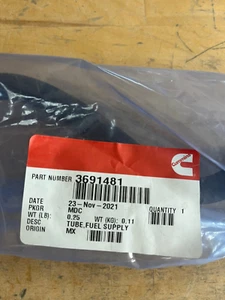 Cummins
PART NUMBER 3691481
DATE 23-Nov-2021
PKGR MDC QUANTITY 1
WT (LB) 0.25 WT (KG) 0.11
DESC TUBE,FUEL SUPPLY
ORIGIN MX